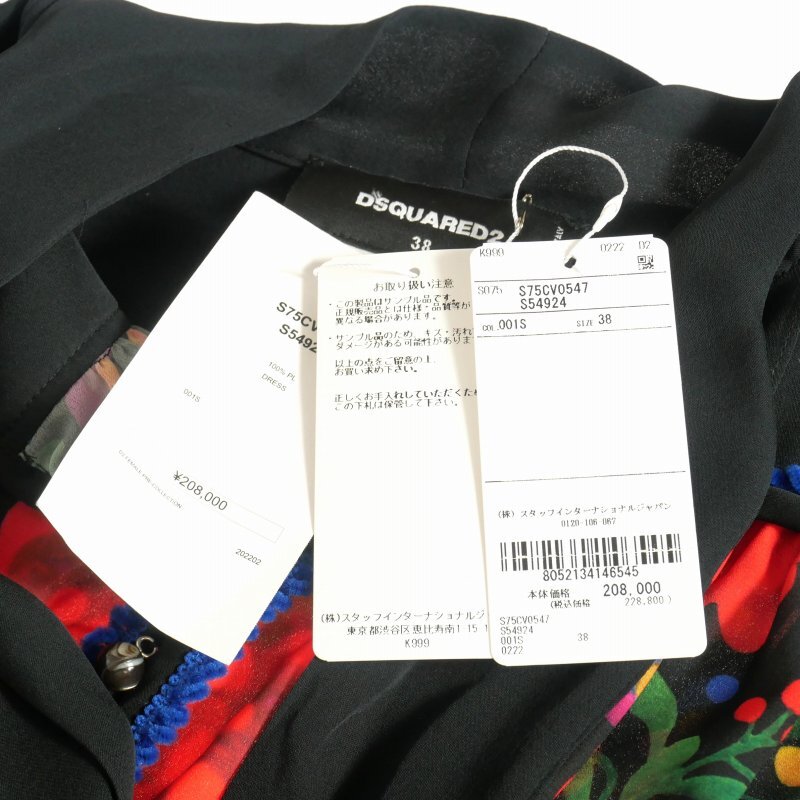 DSQUARED2
38
S75CV
S54924
100%
DRESS
001S
¥208,000
202202
お取り扱い注意
・この製品はサンプル品です。
正規販売品とは仕様・品質等が
異なる場合があります。
・サンプル品のため、キズ・汚れ
ダメージがある可能性がありま
以上の点をご留意の上、
お買い求め下さい。
正しくお手入れしていただくため
この下札は保管して下さい。
(株)スタッフインターナショナルジャ
東京都渋谷区恵比寿南1-15-1
K999
K999 0222 02
S075 S75CV0547
S54924
COL .001S SIZE 38
(株) スタッフインターナショナルジャパン
0120-106-067
8052134146545
本体価格 208,000
(税込価格 228,800)
S75CV0547
S54924
001S 38
0222